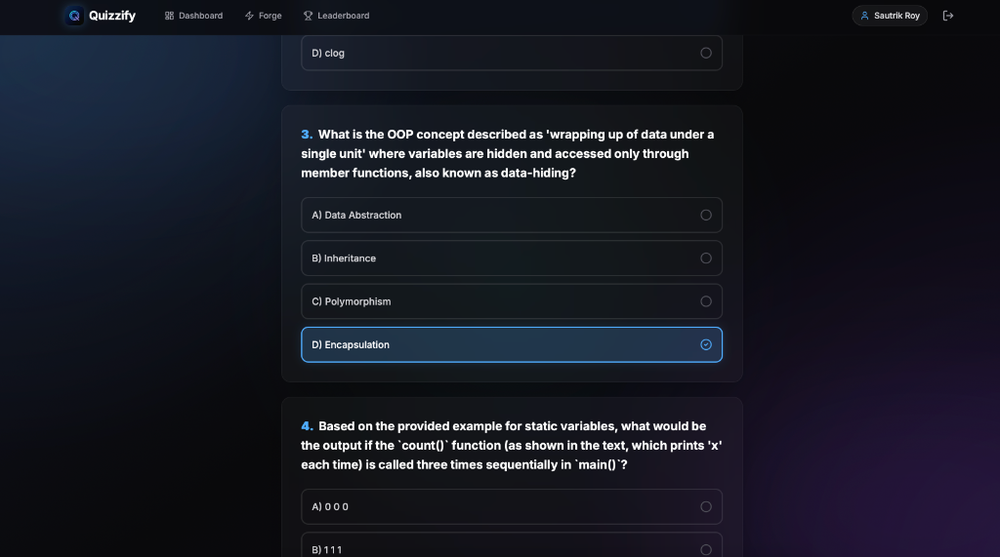 Quizzify
Dashboard
Forge
Leaderboard
Sautrik Roy
D) clog
3. What is the OOP concept described as 'wrapping up of data under a
single unit' where variables are hidden and accessed only through
member functions, also known as data-hiding?
A) Data Abstraction
B) Inheritance
C) Polymorphism
D) Encapsulation
4. Based on the provided example for static variables, what would be
the output if the `count()` function (as shown in the text, which prints 'x'
each time) is called three times sequentially in `main()`?
A) 0 0 0
B) 1 1 1